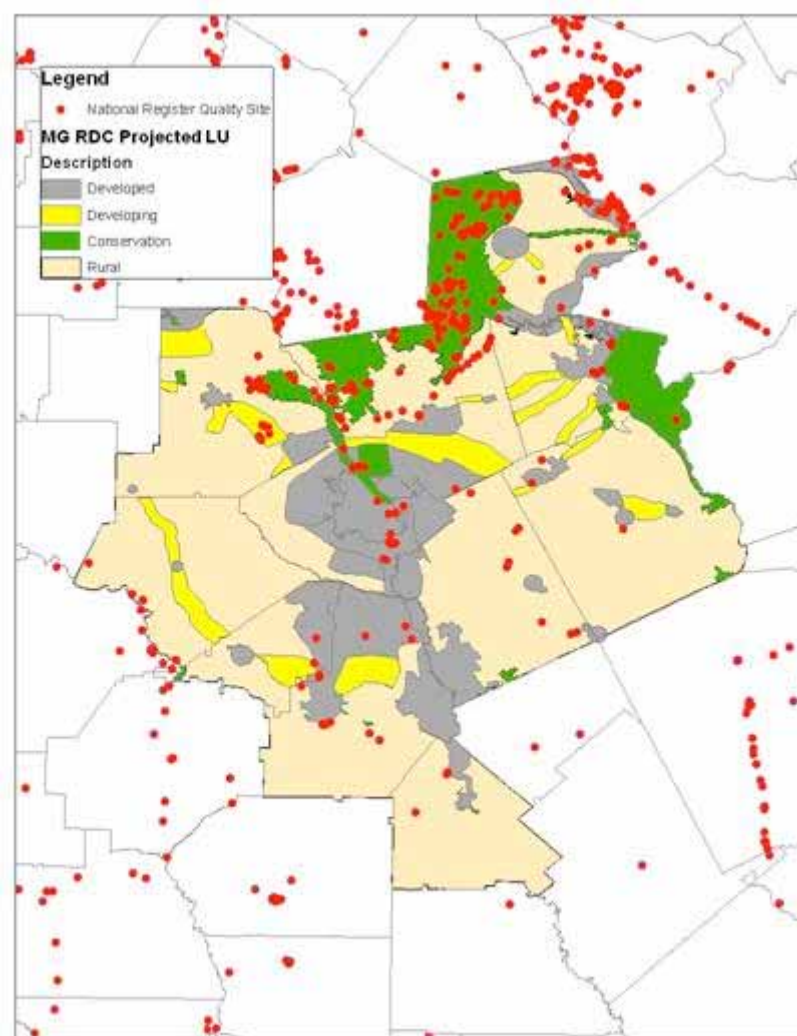 Legend
National Register Quality Site
MG RDC Projected LU
Description
Developed
Developing
Conservation
Rural